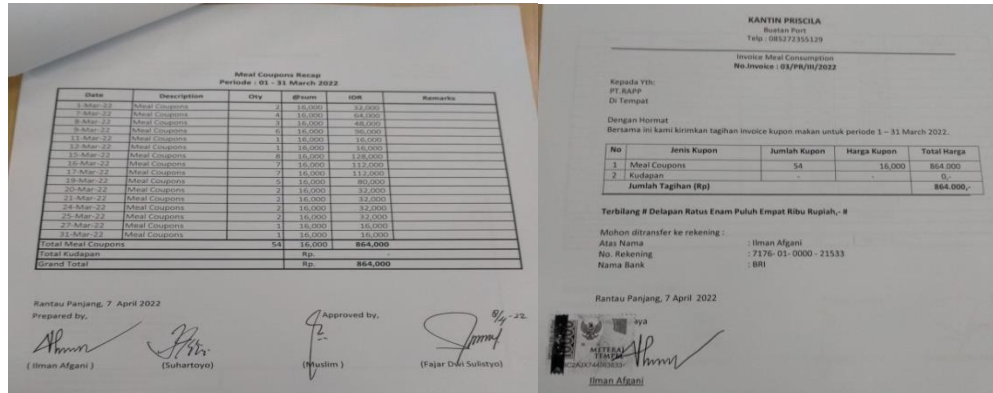 Meal Coupons Recap
Periode : 01 - 31 March 2022
Date Description Qty @sum IDR Remarks
Meal Coupons 2 16,000 32,000
7-Mar-22 Meal Coupons 4 16,000 64,000
8-Mar-22 Meal Coupons 3 16,000 48,000
9-Mar-22 Meal Coupons 6 16,000 96,000
11-Mar-22 Meal Coupons 1 16,000 16,000
12-Mar-22 Meal Coupons 1 16,000 16,000
15-Mar-22 Meal Coupons 8 16,000 128,000
16-Mar-22 Meal Coupons 7 16,000 112,000
17-Mar-22 Meal Coupons 7 16,000 112,000
19-Mar-22 Meal Coupons 5 16,000 80,000
20-Mar-22 Meal Coupons 2 16,000 32,000
21-Mar-22 Meal Coupons 2 16,000 32,000
24-Mar-22 Meal Coupons 2 16,000 32,000
25-Mar-22 Meal Coupons 2 16,000 32,000
27-Mar-22 Meal Coupons 1 16,000 16,000
31-Mar-22 Meal Coupons 1 16,000 16,000
Total Meal Coupons 54 16,000 864,000
Total Kudapan Rp. -
Grand Total Rp. 864,000
Rantau Panjang, 7 April 2022
Prepared by, Approved by,
( Ilman Afgani ) (Suhartoyo) (Muslim ) (Fajar Dwi Sulistyo)
KANTIN PRISCILA
Buatan Port
Telp : 085272355129
Invoice Meal Consumption
No.Invoice : 03/PR/III/2022
Kepada Yth:
PT.RAPP
Di Tempat
Dengan Hormat
Bersama ini kami kirimkan tagihan invoice kupon makan untuk periode 1 – 31 March 2022.
No Jenis Kupon Jumlah Kupon Harga Kupon Total Harga
1 Meal Coupons 54 16,000 864.000
2 Kudapan - - 0,-
Jumlah Tagihan (Rp) 864.000,-
Terbilang # Delapan Ratus Enam Puluh Empat Ribu Rupiah,- #
Mohon ditransfer ke rekening :
Atas Nama : Ilman Afgani
No. Rekening : 7176- 01- 0000 - 21533
Nama Bank : BRI
Rantau Panjang, 7 April 2022
aya
METERAI
TEMPEL
Ilman Afgani